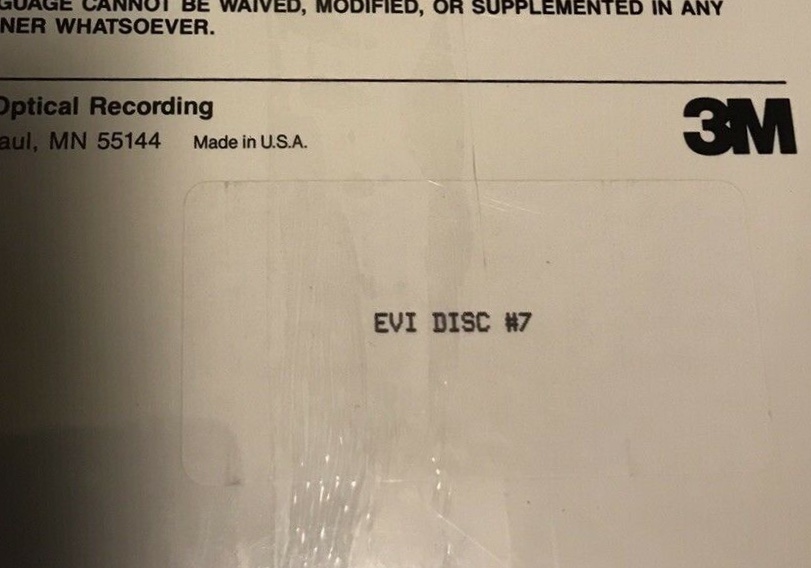 GUAGE CANNOT BE WAIVED, MODIFIED, OR SUPPLEMENTED IN ANY
NER WHATSOEVER.
Optical Recording
aul, MN 55144 Made in U.S.A.
3M
EVI DISC #7